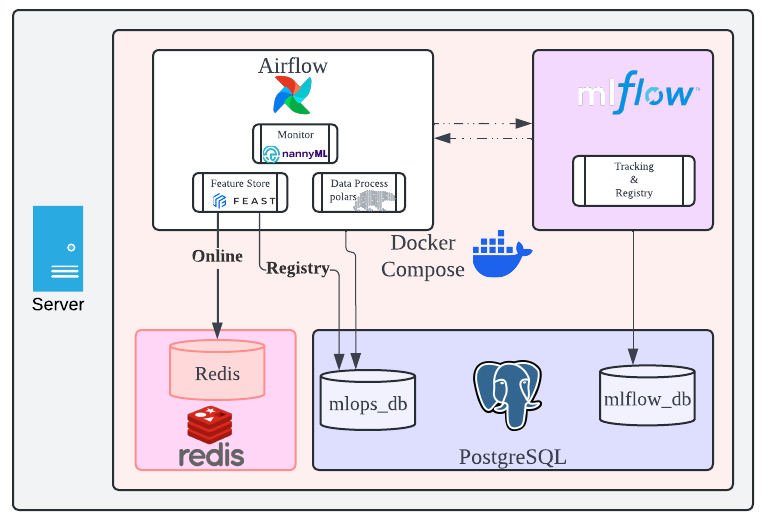 Airflow
mlflow™
Monitor
nannyML
Tracking
&
Registry
Feature Store
FEAST
Data Process
polars
Online
Registry
Docker
Compose
Server
Redis
redis
mlops_db
mlflow_db
PostgreSQL